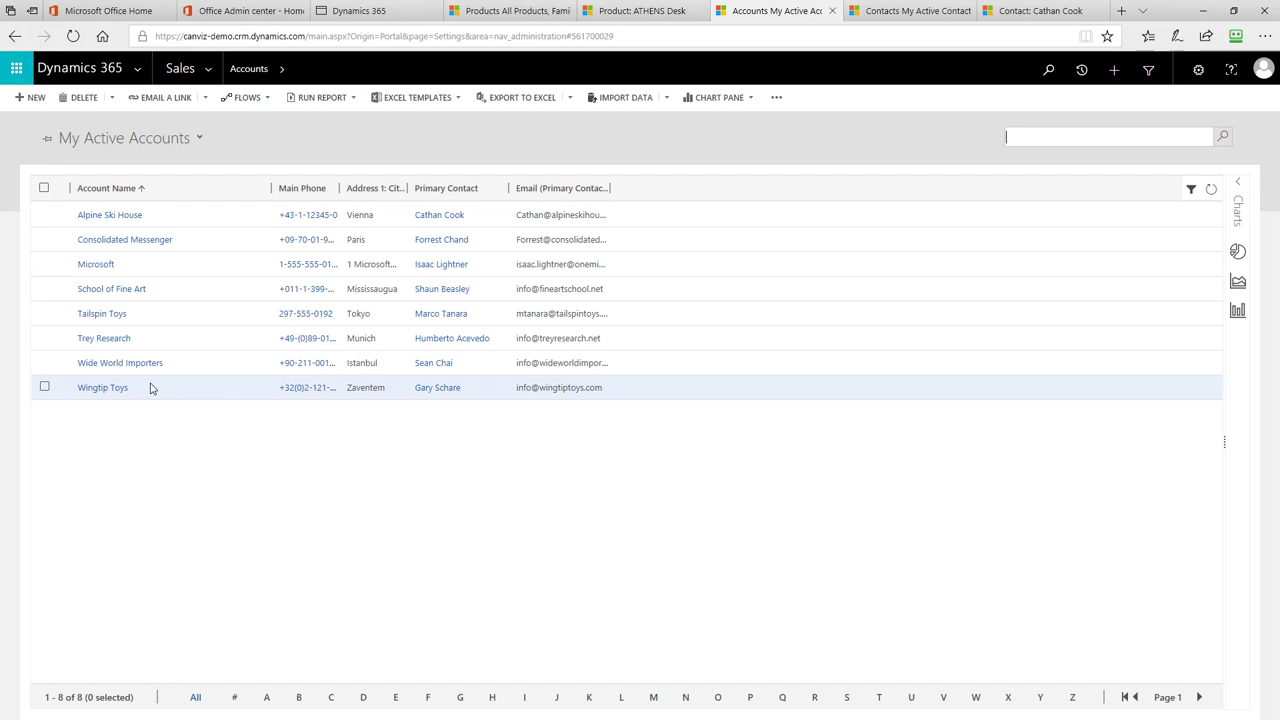 Microsoft Office Home
Office Admin center - Home
Dynamics 365
Products All Products, Fami
Product: ATHENS Desk
Accounts My Active Acc
Contacts My Active Contact
Contact: Cathan Cook
https://canviz-demo.crm.dynamics.com/main.aspx?Origin=Portal&page=Settings&area=nav_administration#561700029
Dynamics 365 Sales Accounts
NEW DELETE EMAIL A LINK FLOWS RUN REPORT EXCEL TEMPLATES EXPORT TO EXCEL IMPORT DATA CHART PANE
My Active Accounts
Account Name Main Phone Address 1: Cit... Primary Contact Email (Primary Contac...
Alpine Ski House +43-1-12345-0 Vienna Cathan Cook Cathan@alpineskihou...
Consolidated Messenger +09-70-01-9... Paris Forrest Chand Forrest@consolidated...
Microsoft 1-555-555-01... 1 Microsoft... Isaac Lightner isaac.lightner@onemi...
School of Fine Art +011-1-399-... Mississaugua Shaun Beasley info@fineartschool.net
Tailspin Toys 297-555-0192 Tokyo Marco Tanara mtanara@tailspintoys....
Trey Research +49-(0)89-01... Munich Humberto Acevedo info@treyresearch.net
Wide World Importers +90-211-001... Istanbul Sean Chai info@wideworldimpor...
Wingtip Toys +32(0)2-121-... Zaventem Gary Schare info@wingtiptoys.com
Charts
1 - 8 of 8 (0 selected) All # A B C D E F G H I J K L M N O P Q R S T U V W X Y Z Page 1